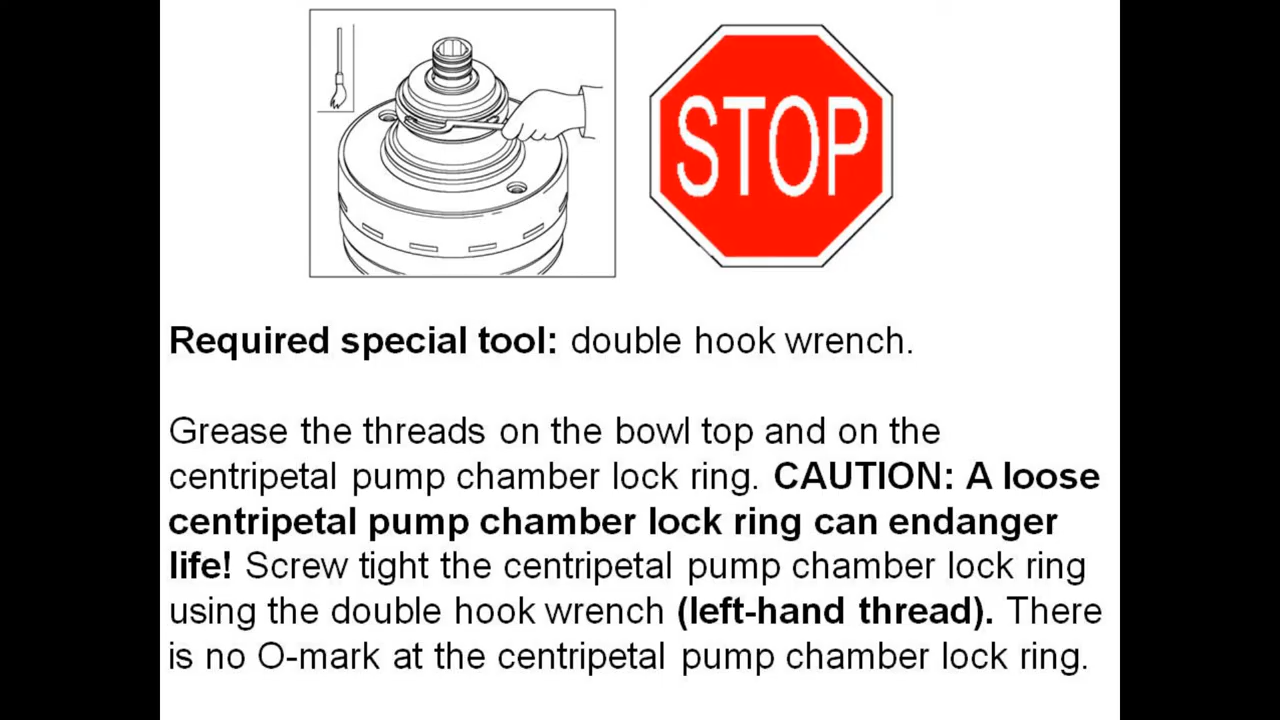 STOP
Required special tool: double hook wrench.
Grease the threads on the bowl top and on the
centripetal pump chamber lock ring. CAUTION: A loose
centripetal pump chamber lock ring can endanger
life! Screw tight the centripetal pump chamber lock ring
using the double hook wrench (left-hand thread). There
is no O-mark at the centripetal pump chamber lock ring.